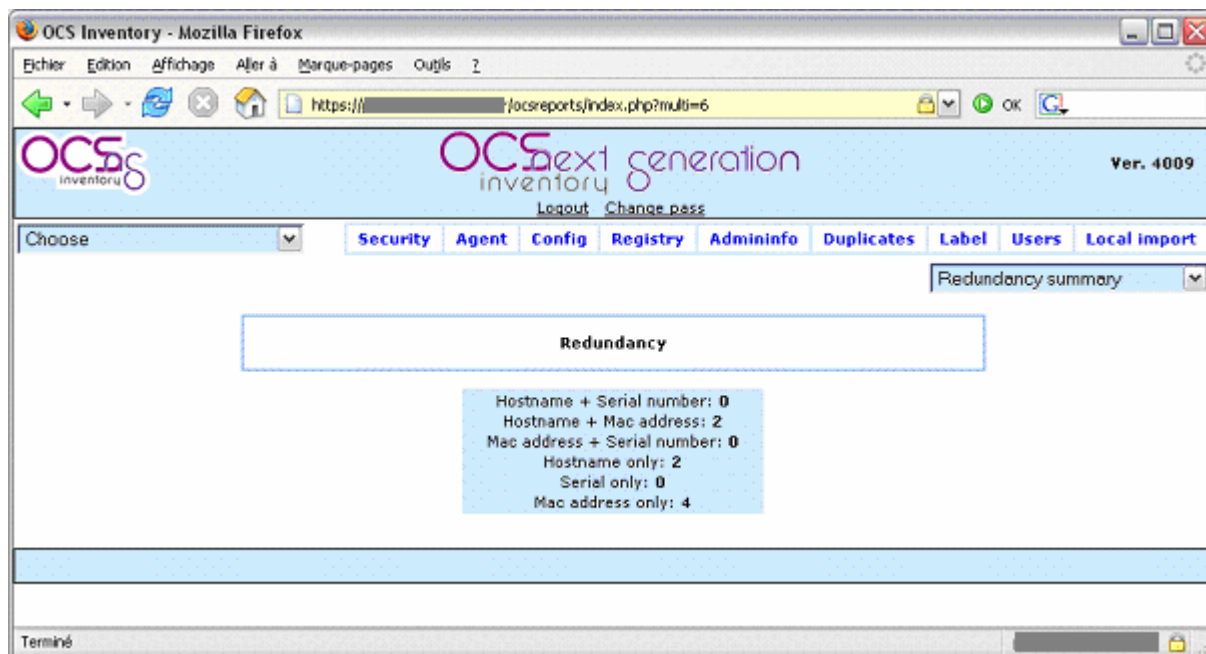 OCS Inventory - Mozilla Firefox
Fichier Edition Affichage Aller à Marque-pages Outils ?
https:// /ocsreports/index.php?multi=6 OK G
OCS ng inventory
OCS next generation inventory
Ver. 4009
Logout Change pass
Choose
Security Agent Config Registry Admininfo Duplicates Label Users Local import
Redundancy summary
Redundancy
Hostname + Serial number: 0
Hostname + Mac address: 2
Mac address + Serial number: 0
Hostname only: 2
Serial only: 0
Mac address only: 4
Terminé